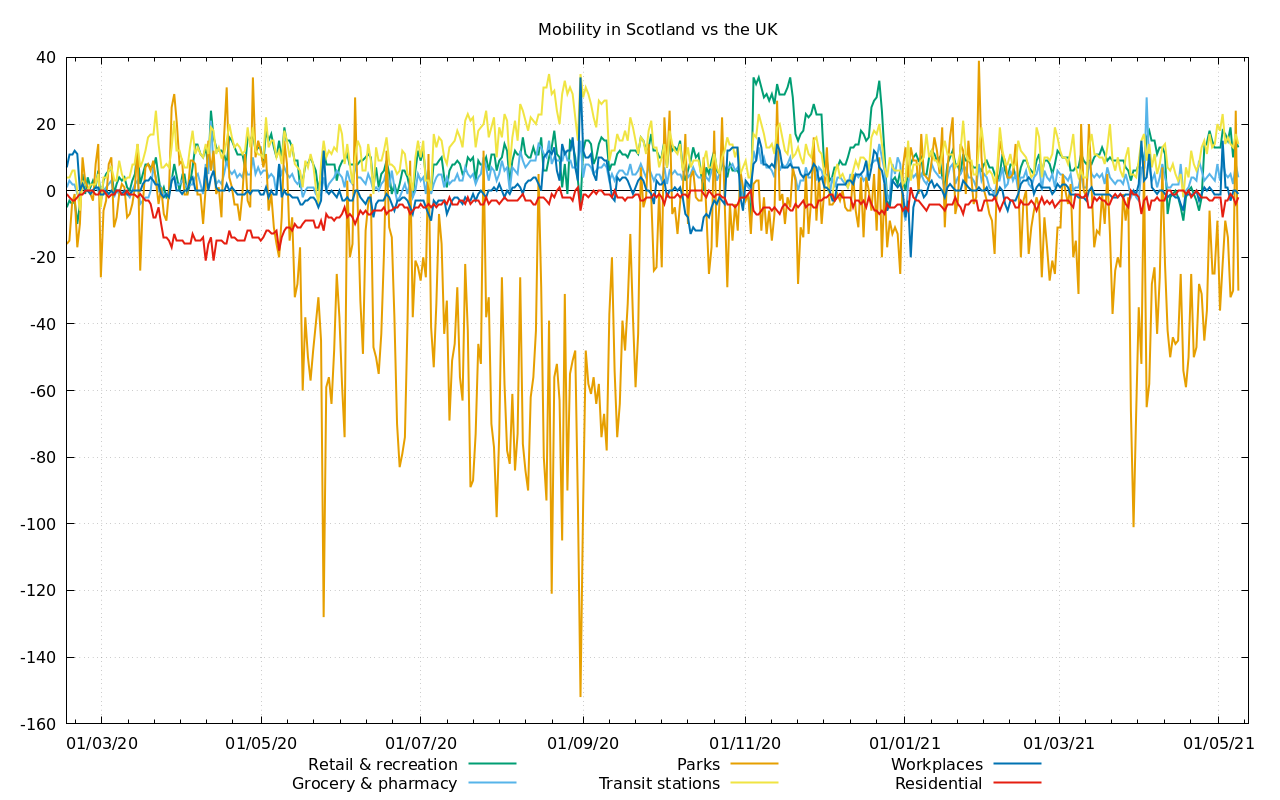 Mobility in Scotland vs the UK
40
20
0
-20
-40
-60
-80
-100
-120
-140
-160
01/03/20 01/05/20 01/07/20 01/09/20 01/11/20 01/01/21 01/03/21 01/05/21
Retail & recreation Parks Workplaces
Grocery & pharmacy Transit stations Residential